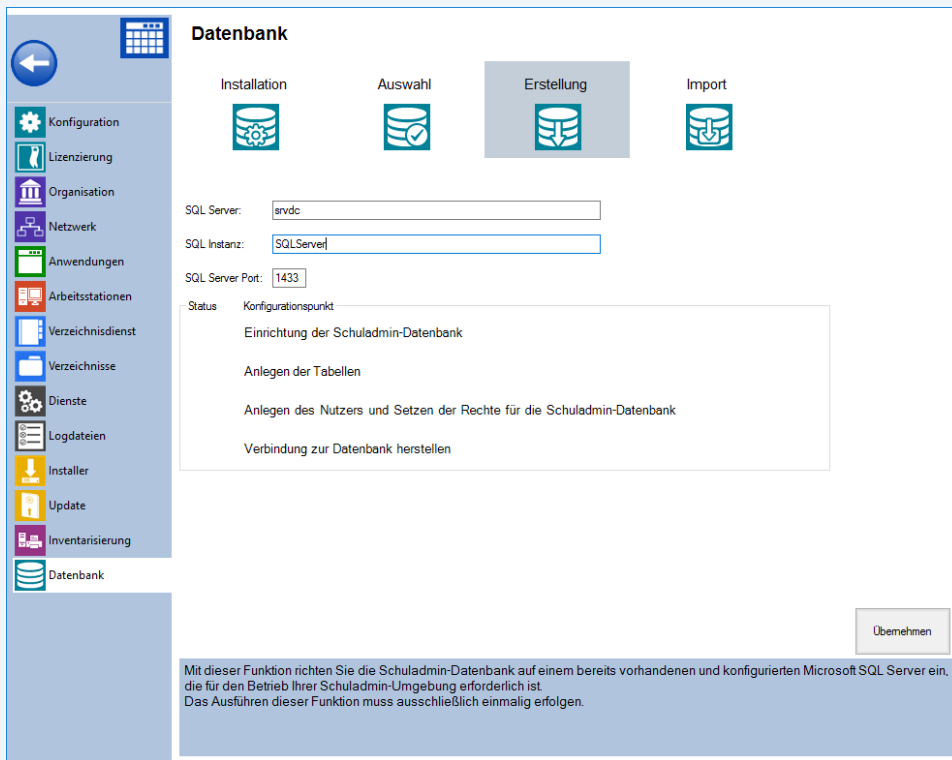 Datenbank
Installation
Auswahl
Erstellung
Import
Konfiguration
Lizenzierung
Organisation
Netzwerk
Anwendungen
Arbeitsstationen
Verzeichnisdienst
Verzeichnisse
Dienste
Logdateien
Installer
Update
Inventarisierung
Datenbank
SQL Server: srvdc
SQL Instanz: SQLServer
SQL Server Port: 1433
Status Konfigurationspunkt
Einrichtung der Schuladmin-Datenbank
Anlegen der Tabellen
Anlegen des Nutzers und Setzen der Rechte für die Schuladmin-Datenbank
Verbindung zur Datenbank herstellen
Übernehmen
Mit dieser Funktion richten Sie die Schuladmin-Datenbank auf einem bereits vorhandenen und konfigurierten Microsoft SQL Server ein,
die für den Betrieb Ihrer Schuladmin-Umgebung erforderlich ist.
Das Ausführen dieser Funktion muss ausschließlich einmalig erfolgen.